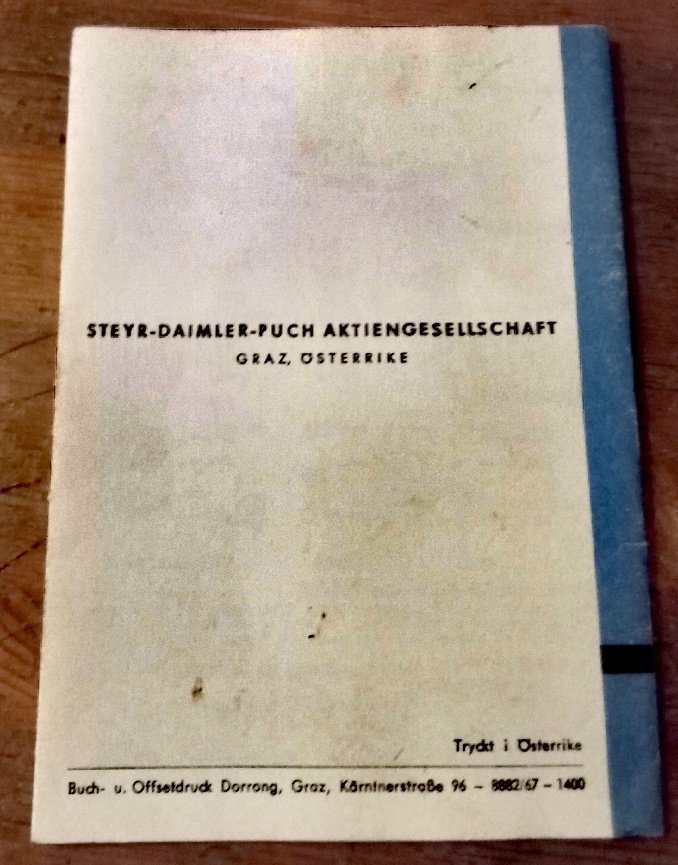 STEYR-DAIMLER-PUCH AKTIENGESELLSCHAFT
GRAZ, ÖSTERRIKE
Tryckt i Österrike
Buch- u. Offsetdruck Dorrong, Graz, Kärntnerstraße 96 – 8882/67 – 1400